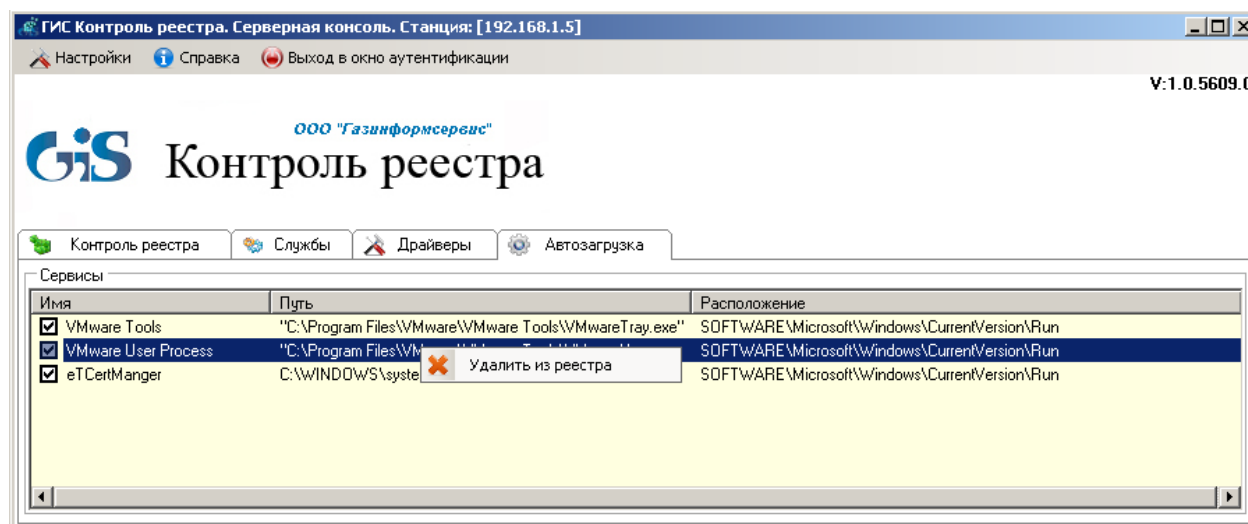 ГИС Контроль реестра. Серверная консоль. Станция: [192.168.1.5]
Настройки Справка Выход в окно аутентификации
V:1.0.5609.0
ООО "Газинформсервис"
GiS Контроль реестра
Контроль реестра Службы Драйверы Автозагрузка
Сервисы
Имя Путь Расположение
VMware Tools "C:\Program Files\VMware\VMware Tools\VMwareTray.exe" SOFTWARE\Microsoft\Windows\CurrentVersion\Run
VMware User Process "C:\Program Files\VM SOFTWARE\Microsoft\Windows\CurrentVersion\Run
Удалить из реестра
eTCertManger C:\WINDOWS\syste SOFTWARE\Microsoft\Windows\CurrentVersion\Run